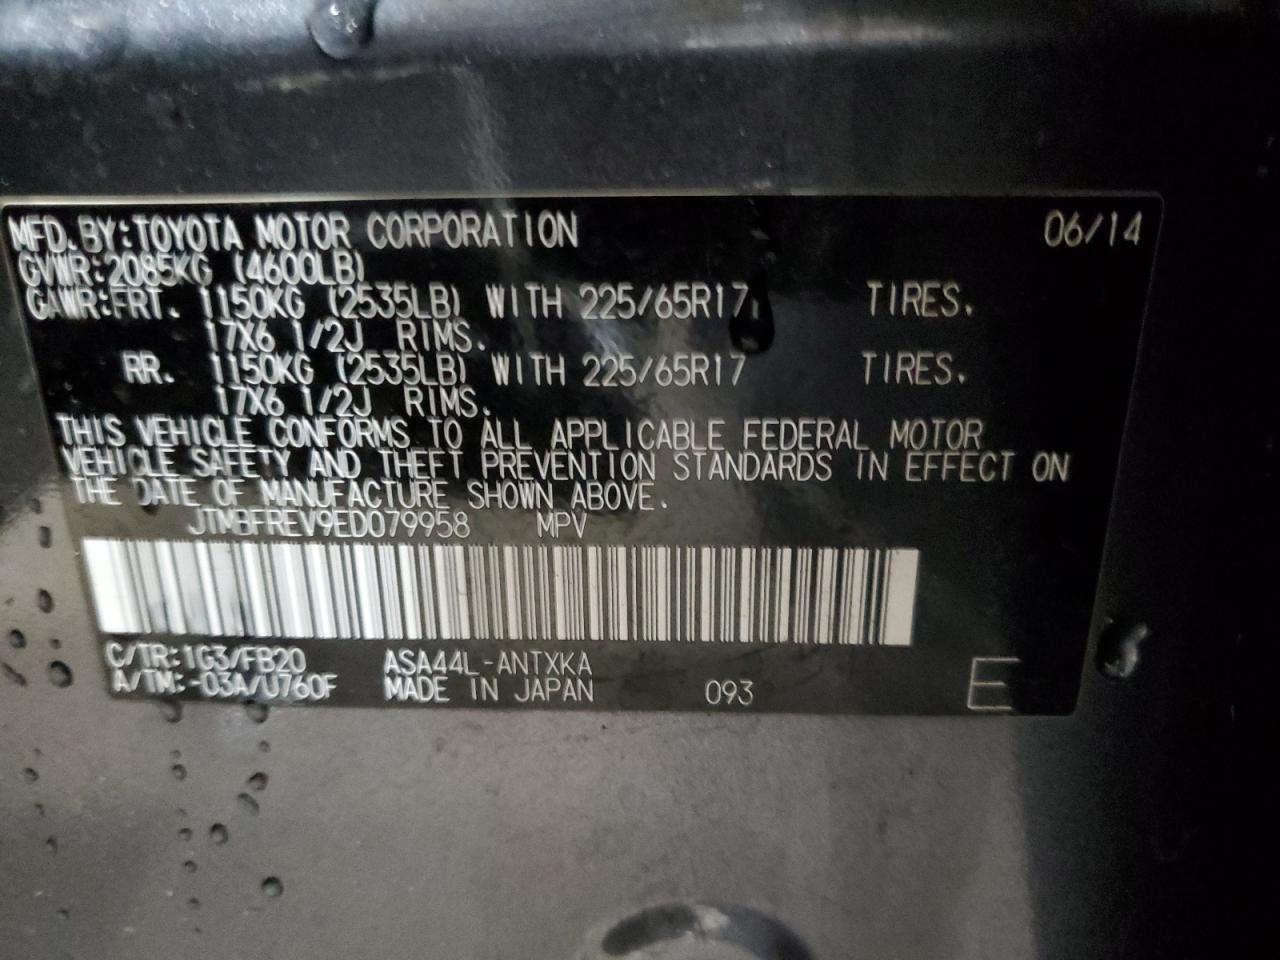 MFD. BY: TOYOTA MOTOR CORPORATION 06/14
GVWR: 2085KG (4600LB)
GAWR: FRT. 1150KG (2535LB) WITH 225/65R17 TIRES.
17X6 1/2J RIMS.
RR. 1150KG (2535LB) WITH 225/65R17 TIRES.
17X6 1/2J RIMS.
THIS VEHICLE CONFORMS TO ALL APPLICABLE FEDERAL MOTOR
VEHICLE SAFETY AND THEFT PREVENTION STANDARDS IN EFFECT ON
THE DATE OF MANUFACTURE SHOWN ABOVE.
JTMBFREV9ED079958 MPV
C/TR: 1G3/FB20 ASA44L-ANTXKA
A/TM: -03A/U760F MADE IN JAPAN 093 E